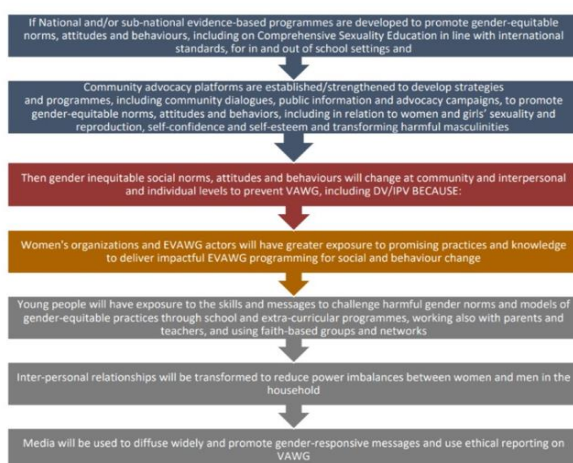 If National and/or sub-national evidence-based programmes are developed to promote gender-equitable
norms, attitudes and behaviours, including on Comprehensive Sexuality Education in line with international
standards, for in and out of school settings and
Community advocacy platforms are established/strengthened to develop strategies
and programmes, including community dialogues, public information and advocacy campaigns, to promote
gender-equitable norms, attitudes and behaviors, including in relation to women and girls' sexuality and
reproduction, self-confidence and self-esteem and transforming harmful masculinities
Then gender inequitable social norms, attitudes and behaviours will change at community and interpersonal
and individual levels to prevent VAWG, including DV/IPV BECAUSE:
Women's organizations and EVAWG actors will have greater exposure to promising practices and knowledge
to deliver impactful EVAWG programming for social and behaviour change
Young people will have exposure to the skills and messages to challenge harmful gender norms and models of
gender-equitable practices through school and extra-curricular programmes, working also with parents and
teachers, and using faith-based groups and networks
Inter-personal relationships will be transformed to reduce power imbalances between women and men in the
household
Media will be used to diffuse widely and promote gender-responsive messages and use ethical reporting on
VAWG